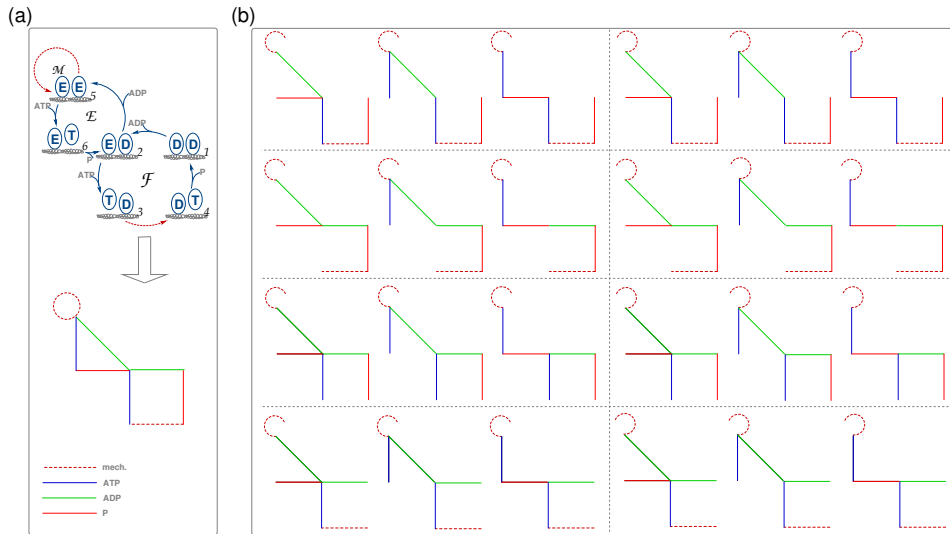 (a)
(b)
M
E E 5
ATP
ADP
E
E T 6
ADP
E D 2
D D 1
P
ATP
F
P
T D 3
D T 4
mech.
ATP
ADP
P